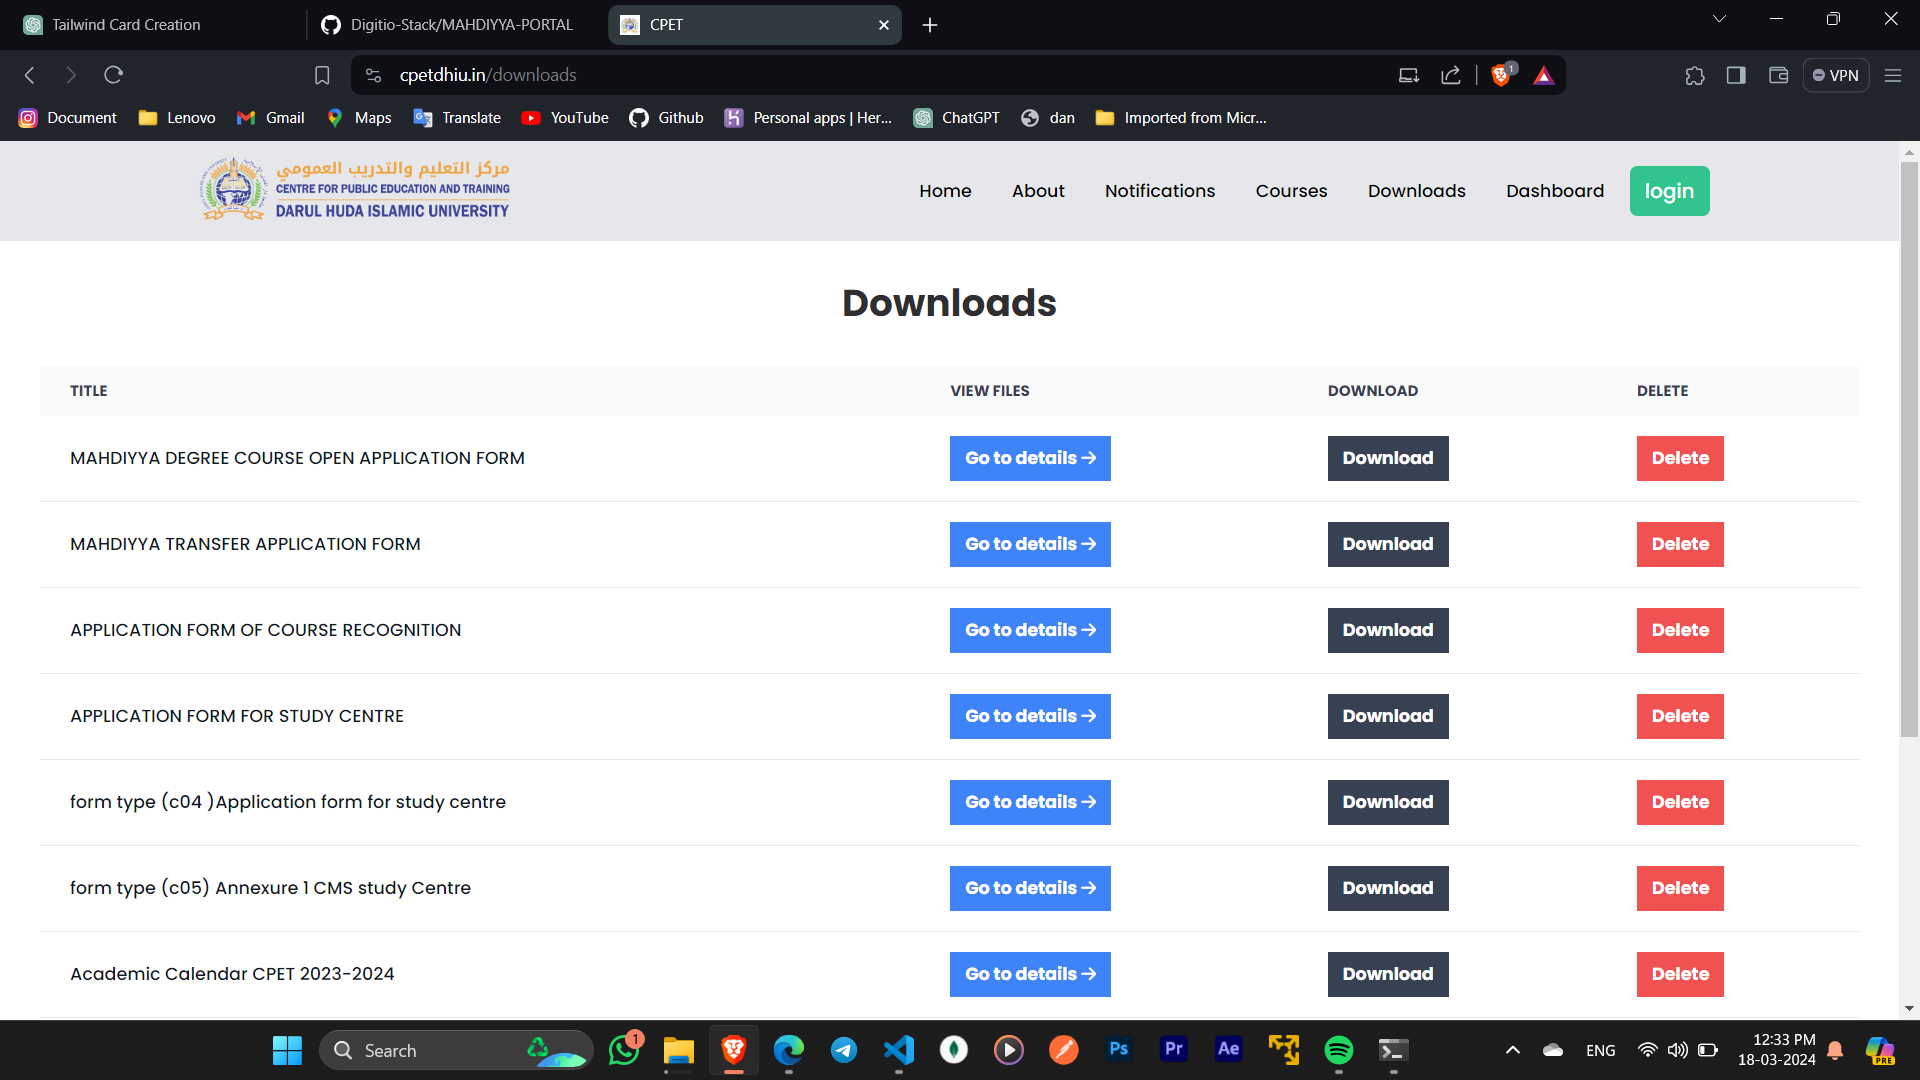 Tailwind Card Creation
Digitio-Stack/MAHDIYYA-PORTAL
CPET
cpetdhiu.in/downloads
1
VPN
Document
Lenovo
Gmail
Maps
Translate
YouTube
Github
Personal apps | Her...
ChatGPT
dan
Imported from Micr...
مركز التعليم والتدريب العمومي
CENTRE FOR PUBLIC EDUCATION AND TRAINING
DARUL HUDA ISLAMIC UNIVERSITY
Home
About
Notifications
Courses
Downloads
Dashboard
login
Downloads
TITLE VIEW FILES DOWNLOAD DELETE
MAHDIYYA DEGREE COURSE OPEN APPLICATION FORM Go to details → Download Delete
MAHDIYYA TRANSFER APPLICATION FORM Go to details → Download Delete
APPLICATION FORM OF COURSE RECOGNITION Go to details → Download Delete
APPLICATION FORM FOR STUDY CENTRE Go to details → Download Delete
form type (c04 )Application form for study centre Go to details → Download Delete
form type (c05) Annexure 1 CMS study Centre Go to details → Download Delete
Academic Calendar CPET 2023-2024 Go to details → Download Delete
Search
1
Ps
Pr
Ae
ENG
12:33 PM
18-03-2024
PRE